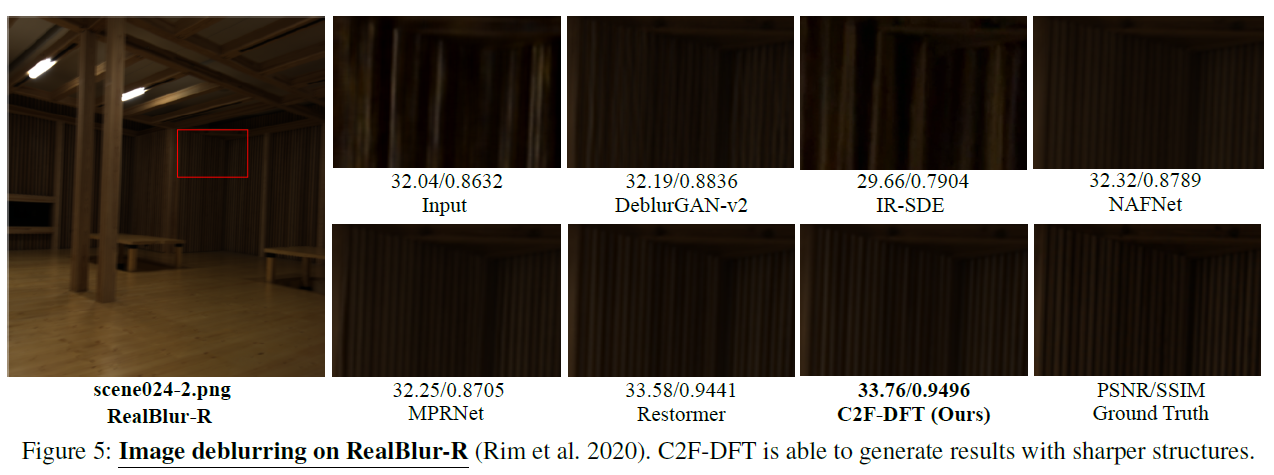 32.04/0.8632
Input
32.19/0.8836
DeblurGAN-v2
29.66/0.7904
IR-SDE
32.32/0.8789
NAFNet
scene024-2.png
RealBlur-R
32.25/0.8705
MPRNet
33.58/0.9441
Restormer
33.76/0.9496
C2F-DFT (Ours)
PSNR/SSIM
Ground Truth
Figure 5: Image deblurring on RealBlur-R (Rim et al. 2020). C2F-DFT is able to generate results with sharper structures.